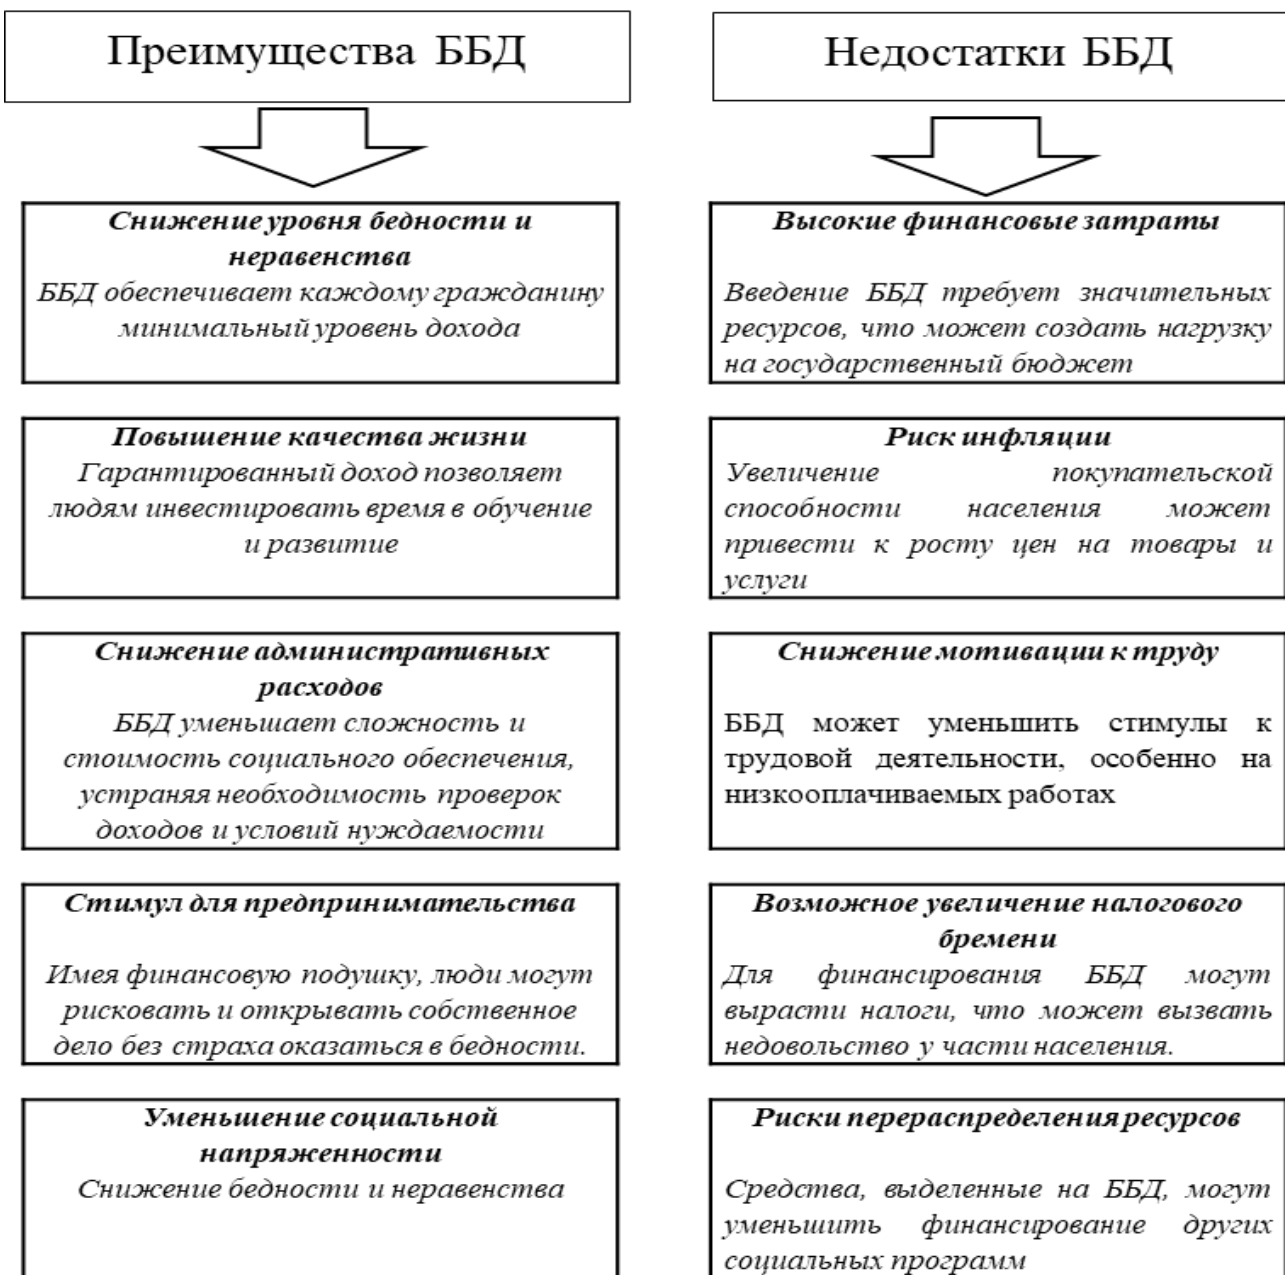 Преимущества ББД
Снижение уровня бедности и
неравенства
ББД обеспечивает каждому гражданину
минимальный уровень дохода
Повышение качества жизни
Гарантированный доход позволяет
людям инвестировать время в обучение
и развитие
Снижение административных
расходов
ББД уменьшает сложность и
стоимость социального обеспечения,
устраняя необходимость проверок
доходов и условий нуждаемости
Стимул для предпринимательства
Имея финансовую подушку, люди могут
рисковать и открывать собственное
дело без страха оказаться в бедности.
Уменьшение социальной
напряженности
Снижение бедности и неравенства
Недостатки ББД
Высокие финансовые затраты
Введение ББД требует значительных
ресурсов, что может создать нагрузку
на государственный бюджет
Риск инфляции
Увеличение покупательской
способности населения может
привести к росту цен на товары и
услуги
Снижение мотивации к труду
ББД может уменьшить стимулы к
трудовой деятельности, особенно на
низкооплачиваемых работах
Возможное увеличение налогового
бремени
Для финансирования ББД могут
вырасти налоги, что может вызвать
недовольство у части населения.
Риски перераспределения ресурсов
Средства, выделенные на ББД, могут
уменьшить финансирование других
социальных программ